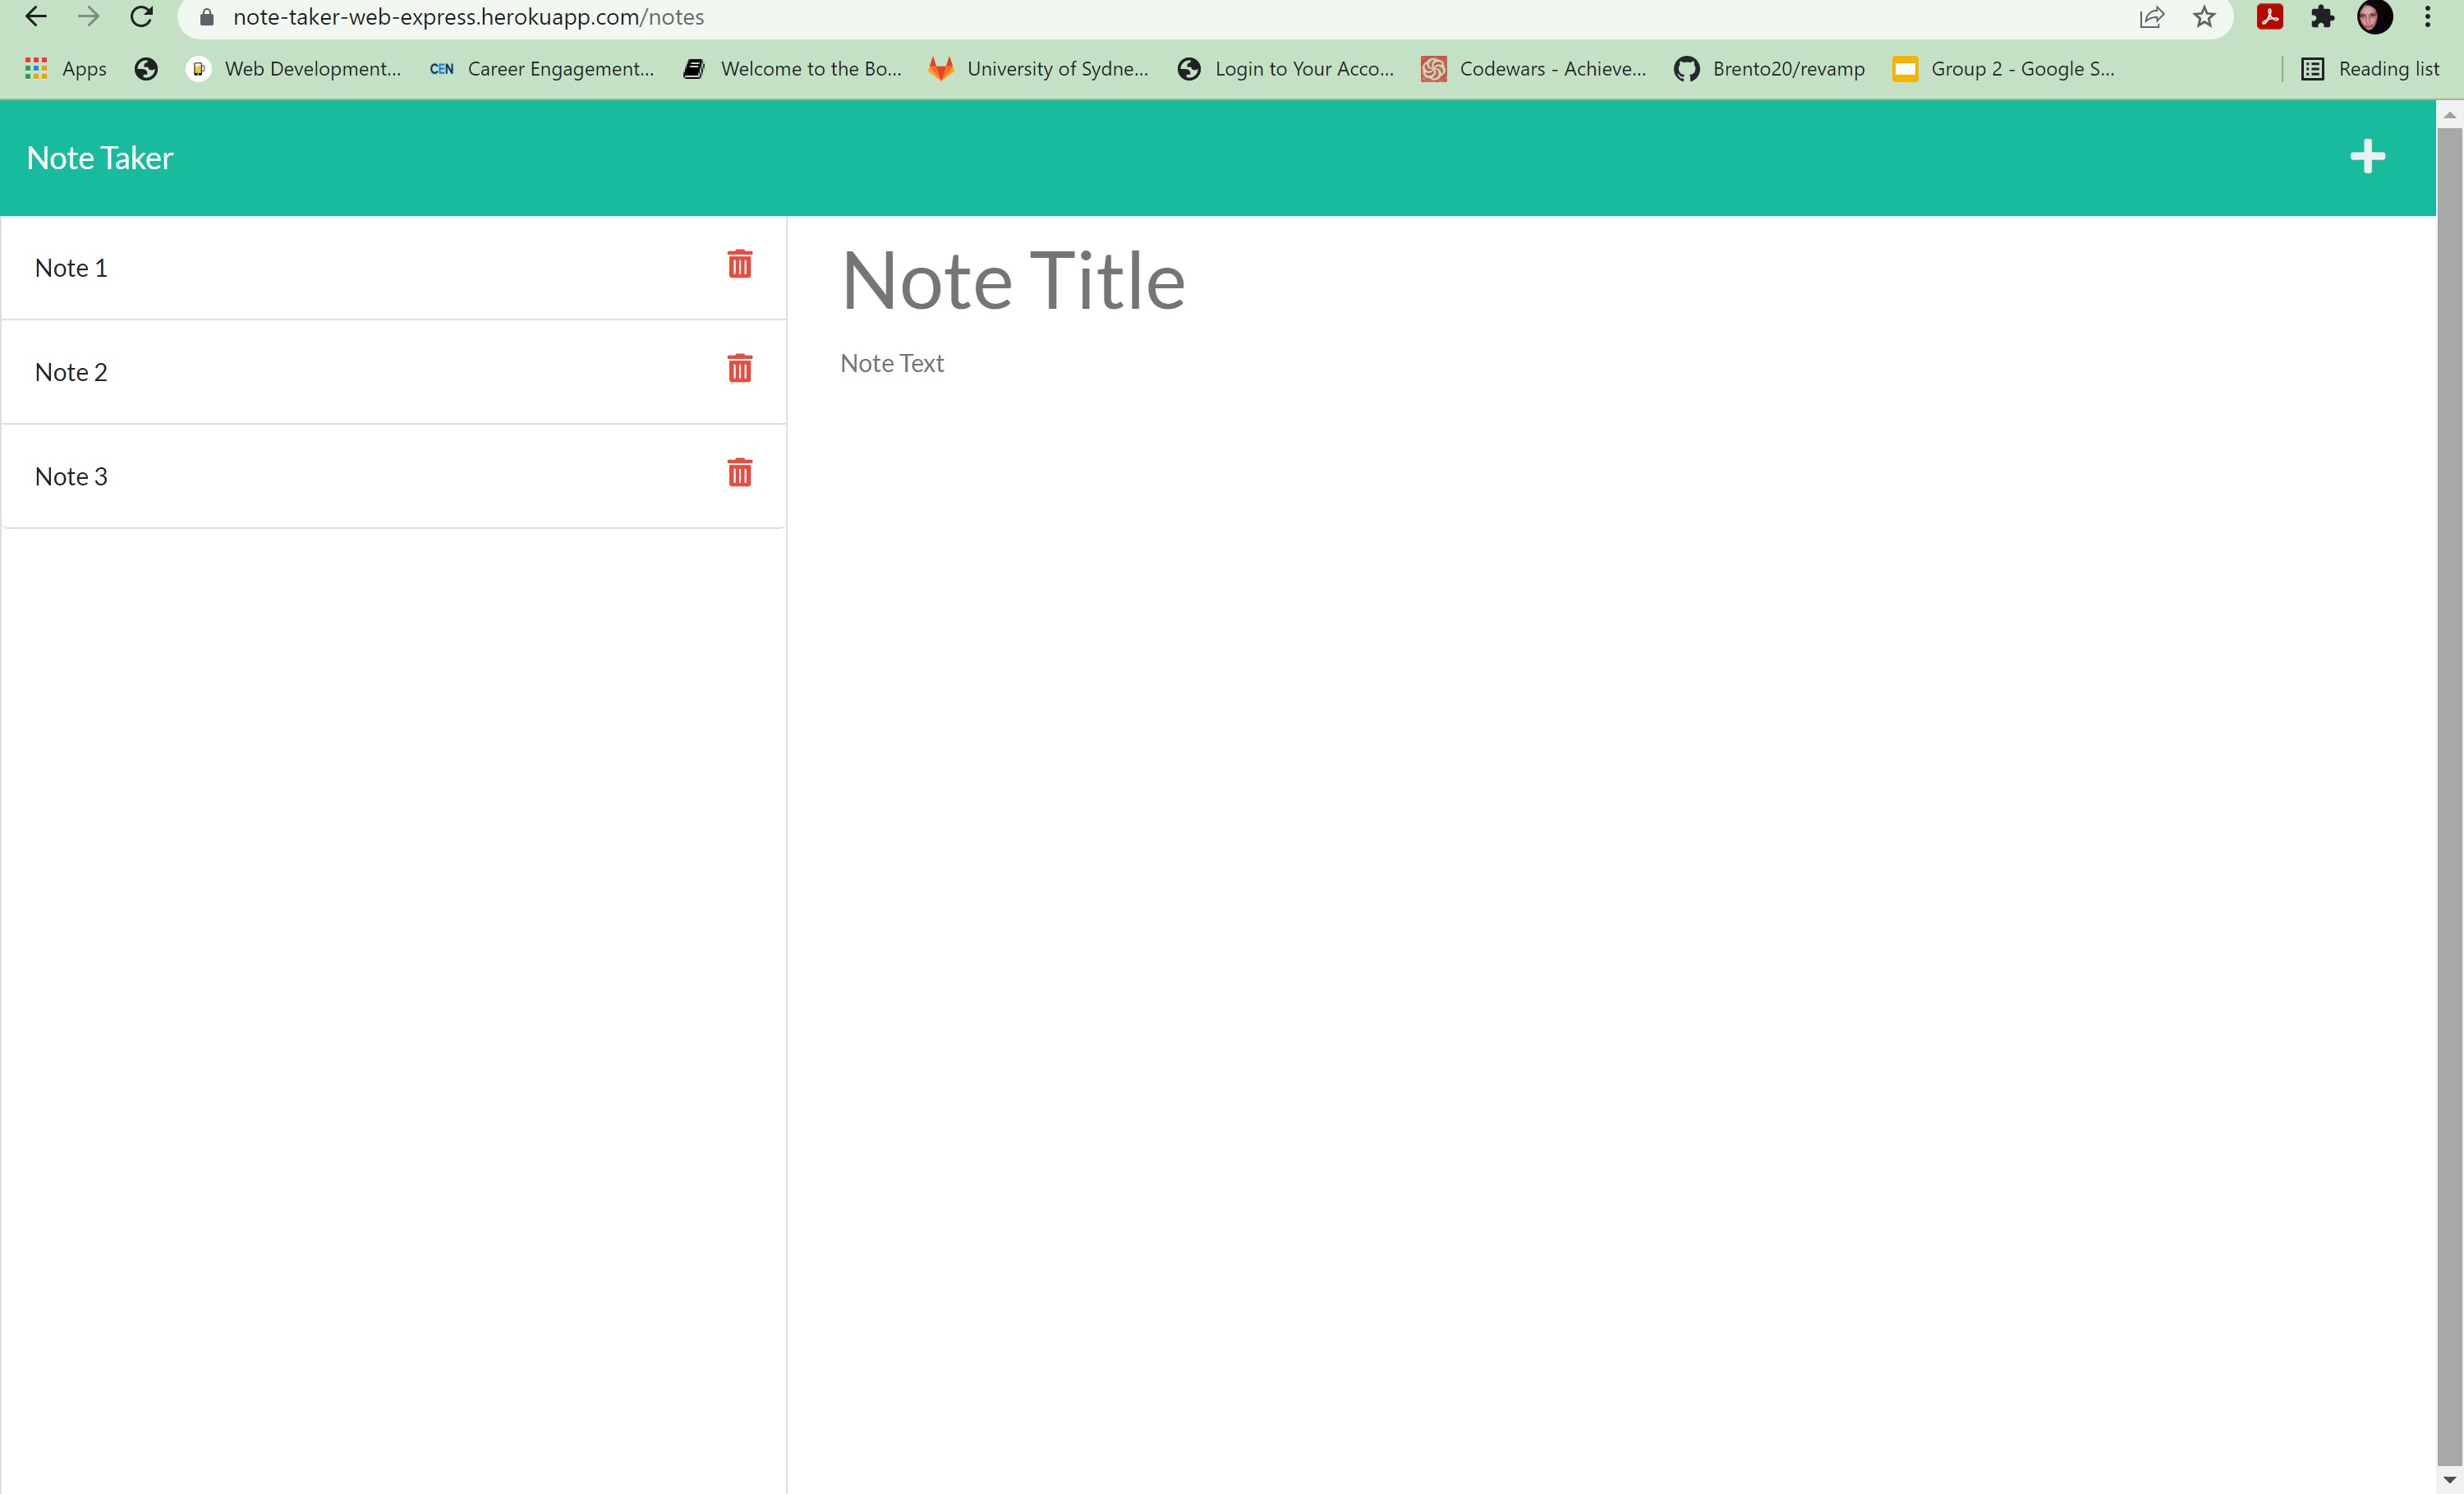 note-taker-web-express.herokuapp.com/notes
Apps Web Development... CEN Career Engagement... Welcome to the Bo... University of Sydne... Login to Your Acco... Codewars - Achieve... Brento20/revamp Group 2 - Google S... Reading list
Note Taker
Note 1
Note 2
Note 3
Note Title
Note Text